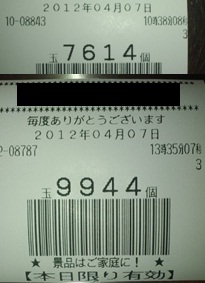 2012年04月07日
10-08843 10時38分08秒
3
玉 7614 個
毎度ありがとうございます
2012年04月07日
2-08787 13時435分07秒
3
玉 9944 個
★ 景品はご家庭に! ★
【本日限り有効】